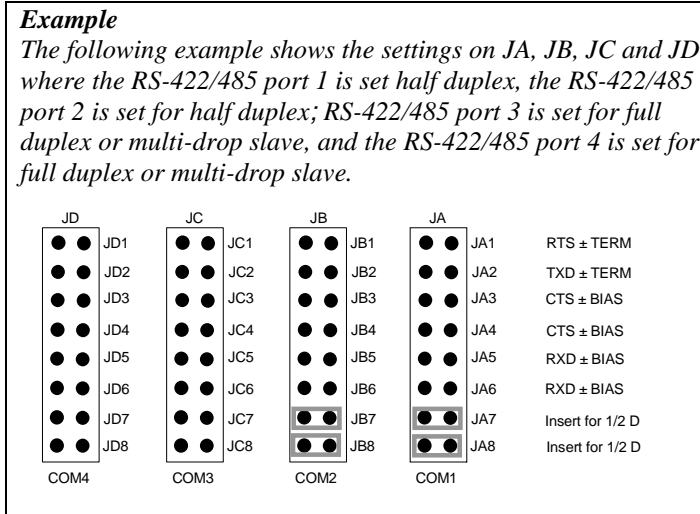 Example
The following example shows the settings on JA, JB, JC and JD
where the RS-422/485 port 1 is set half duplex, the RS-422/485
port 2 is set for half duplex; RS-422/485 port 3 is set for full
duplex or multi-drop slave, and the RS-422/485 port 4 is set for
full duplex or multi-drop slave.
JD JC JB JA
JD1 JC1 JB1 JA1 RTS ± TERM
JD2 JC2 JB2 JA2 TXD ± TERM
JD3 JC3 JB3 JA3 CTS ± BIAS
JD4 JC4 JB4 JA4 CTS ± BIAS
JD5 JC5 JB5 JA5 RXD ± BIAS
JD6 JC6 JB6 JA6 RXD ± BIAS
JD7 JC7 JB7 JA7 Insert for 1/2 D
JD8 JC8 JB8 JA8 Insert for 1/2 D
COM4 COM3 COM2 COM1